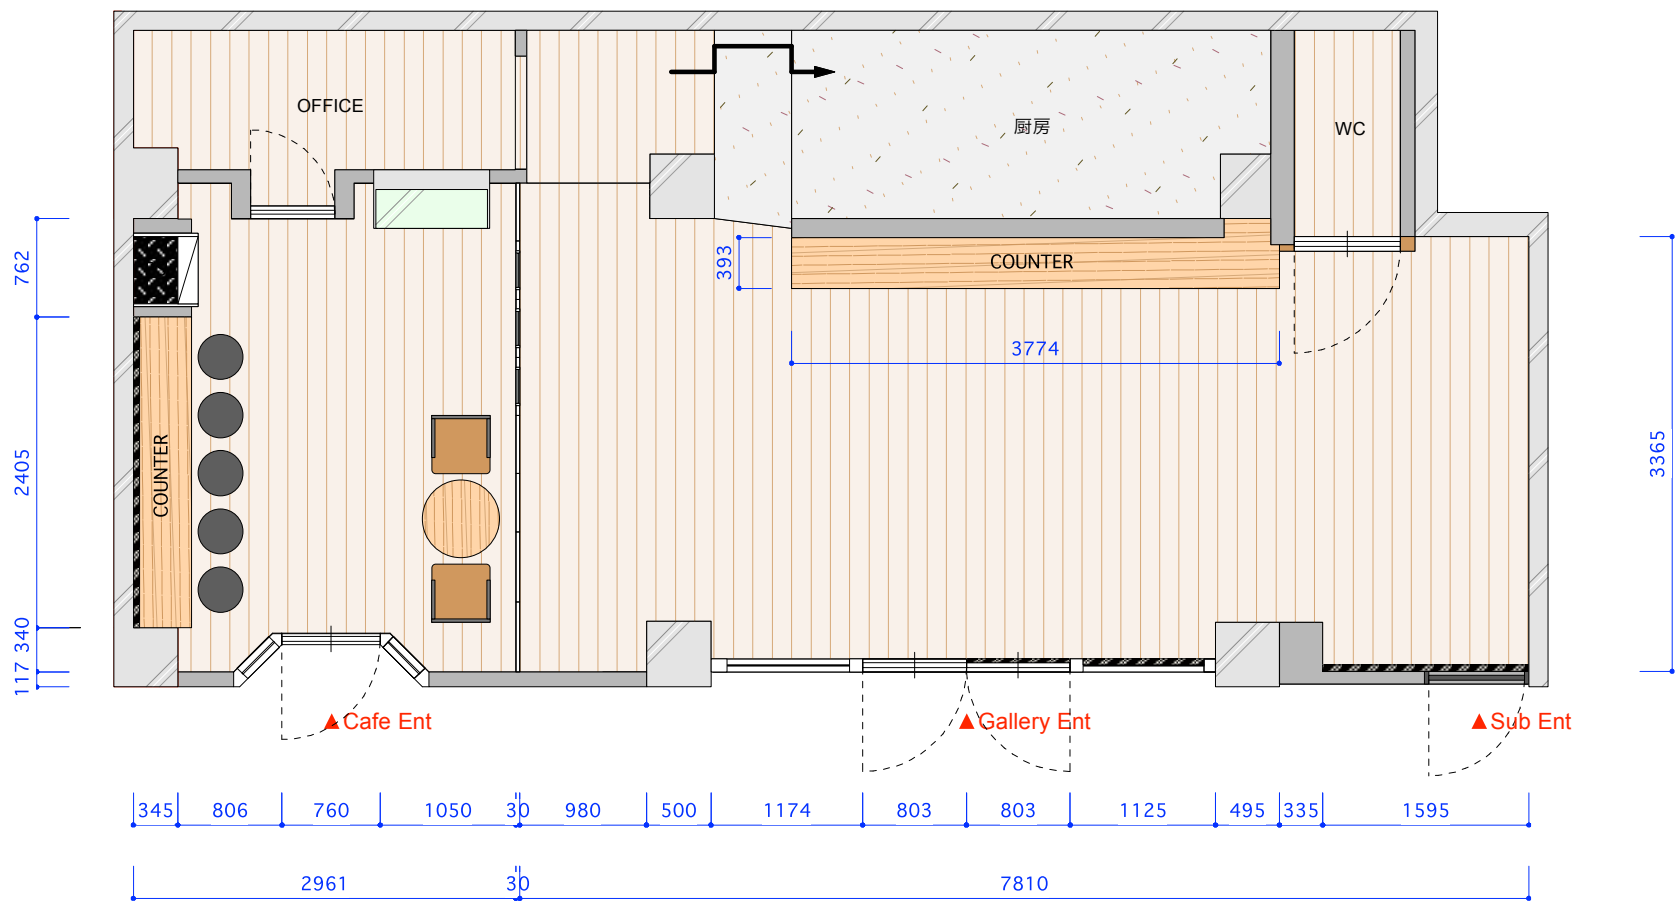 OFFICE
厨房
WC
COUNTER
393
3774
762
2405
340
117
COUNTER
3365
▲Cafe Ent
▲Gallery Ent
▲Sub Ent
345 806 760 1050 30 980 500 1174 803 803 1125 495 335 1595
2961 30 7810